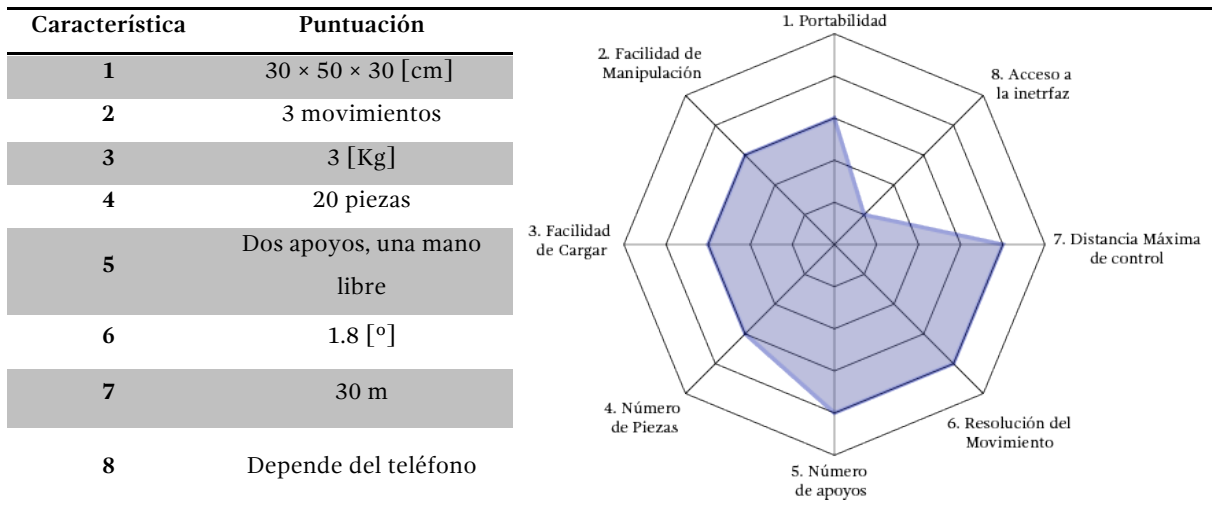 Característica Puntuación
1 30 × 50 × 30 [cm]
2 3 movimientos
3 3 [Kg]
4 20 piezas
5 Dos apoyos, una mano
libre
6 1.8 [º]
7 30 m
8 Depende del teléfono
1. Portabilidad
2. Facilidad de
Manipulación
3. Facilidad
de Cargar
4. Número
de Piezas
5. Número
de apoyos
6. Resolución del
Movimiento
7. Distancia Máxima
de control
8. Acceso a
la inetrfaz